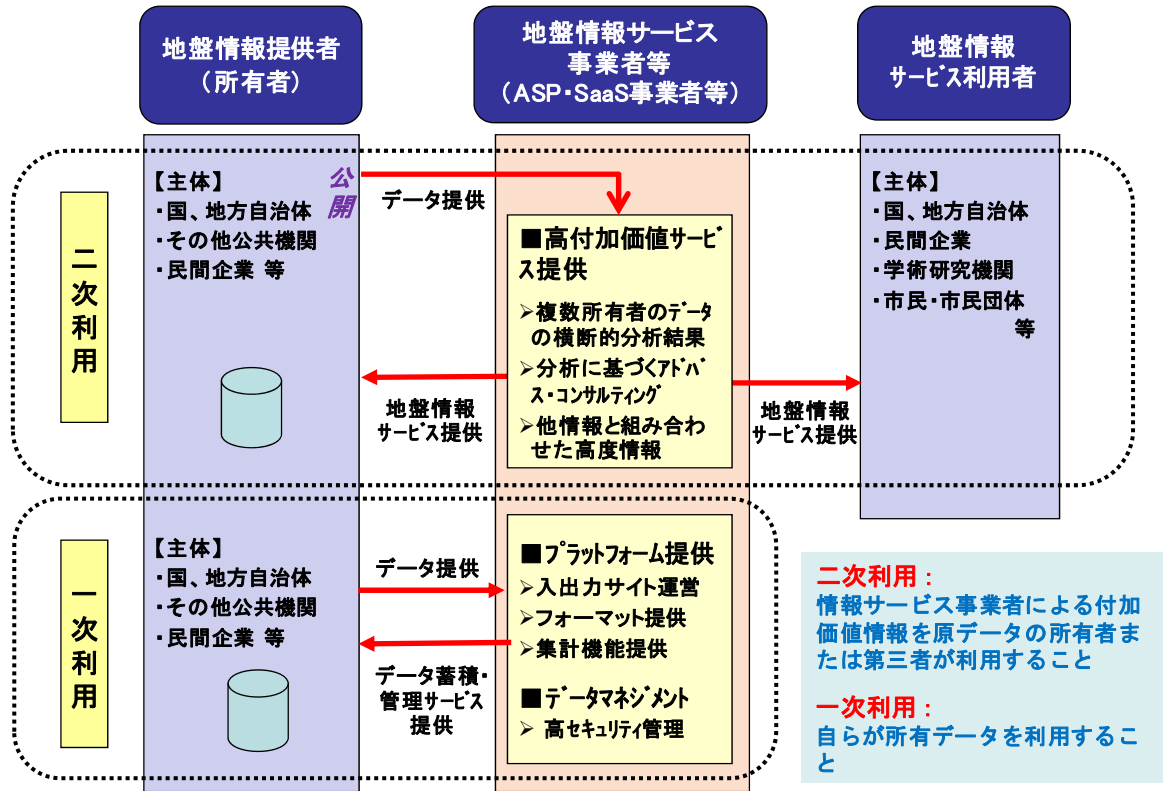 地盤情報提供者
（所有者）
地盤情報サービス
事業者等
（ASP・SaaS事業者等）
地盤情報
サービス利用者
二次利用
【主体】
・国、地方自治体
・その他公共機関
・民間企業 等
公開
データ提供
■高付加価値サービ
ス提供
➢複数所有者のデータ
の横断的分析結果
➢分析に基づくアドバ
ス・コンサルティング
➢他情報と組み合わ
せた高度情報
地盤情報
サービス提供
地盤情報
サービス提供
【主体】
・国、地方自治体
・民間企業
・学術研究機関
・市民・市民団体
等
一次利用
【主体】
・国、地方自治体
・その他公共機関
・民間企業 等
データ提供
データ蓄積・
管理サービス
提供
■プラットフォーム提供
➢入出力サイト運営
➢フォーマット提供
➢集計機能提供
■データマネジメント
➢ 高セキュリティ管理
二次利用：
情報サービス事業者による付加
価値情報を原データの所有者ま
たは第三者が利用すること
一次利用：
自らが所有データを利用するこ
と